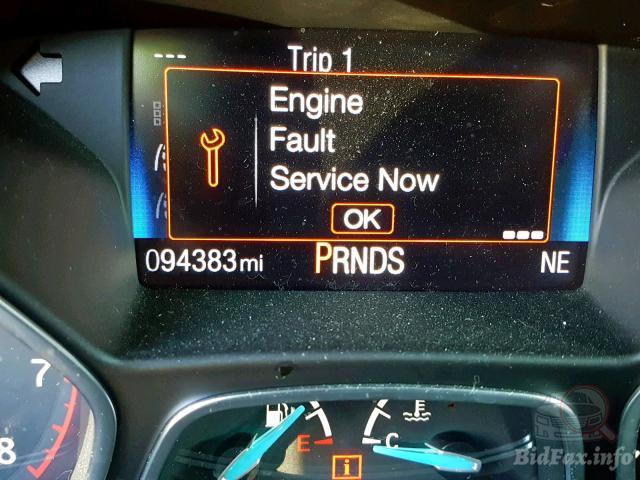 ---
Trip 1
Engine
Fault
Service Now
OK
094383mi PRNDS NE
7
8
E
C
i
BidFax.info